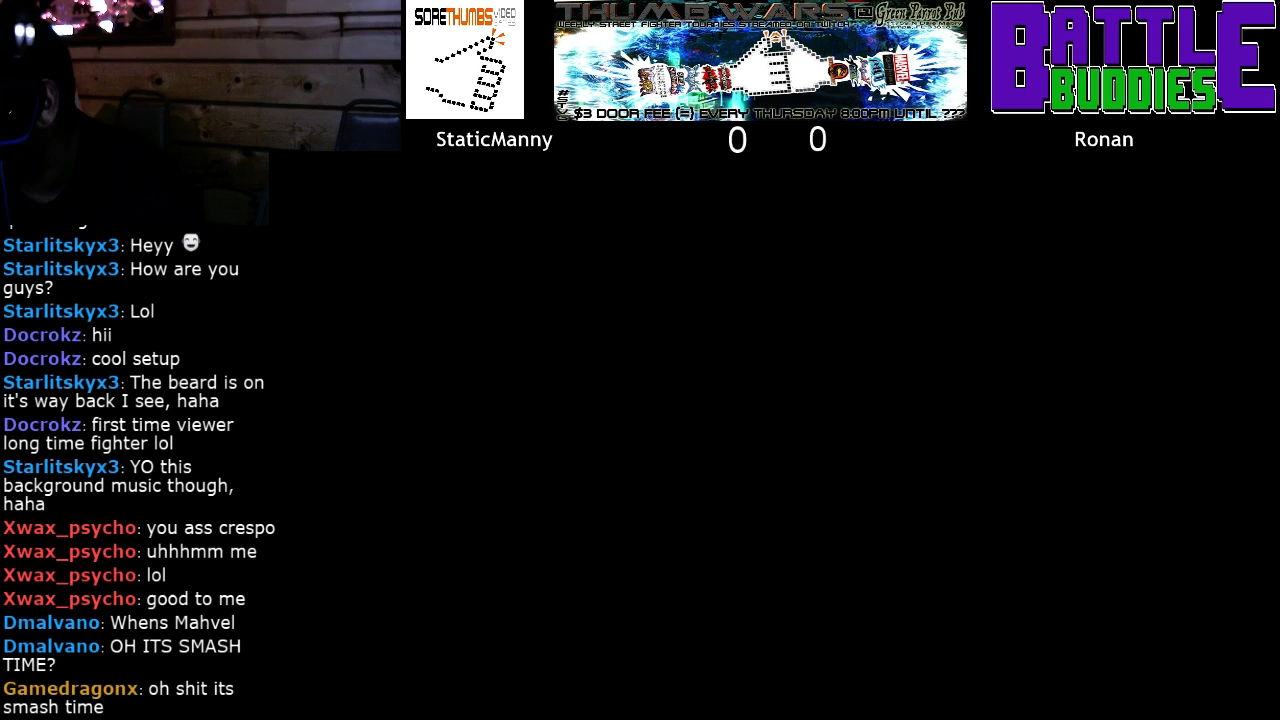 SORETHUMBS VIDEO GAMES
THUMB WARS
Green Parrot Pub
WEEKLY STREET FIGHTER TOURNIES STREAMED ON TWITCH
MARVEL
$3 DOOR FEE (=) EVERY THURSDAY 8:00PM UNTIL ???
BATTLE
BUDDIES
StaticManny
0 0
Ronan
Starlitskyx3: Heyy
Starlitskyx3: How are you
guys?
Starlitskyx3: Lol
Docrokz: hii
Docrokz: cool setup
Starlitskyx3: The beard is on
it's way back I see, haha
Docrokz: first time viewer
long time fighter lol
Starlitskyx3: YO this
background music though,
haha
Xwax_psycho: you ass crespo
Xwax_psycho: uhhhmm me
Xwax_psycho: lol
Xwax_psycho: good to me
Dmalvano: Whens Mahvel
Dmalvano: OH ITS SMASH
TIME?
Gamedragonx: oh shit its
smash time